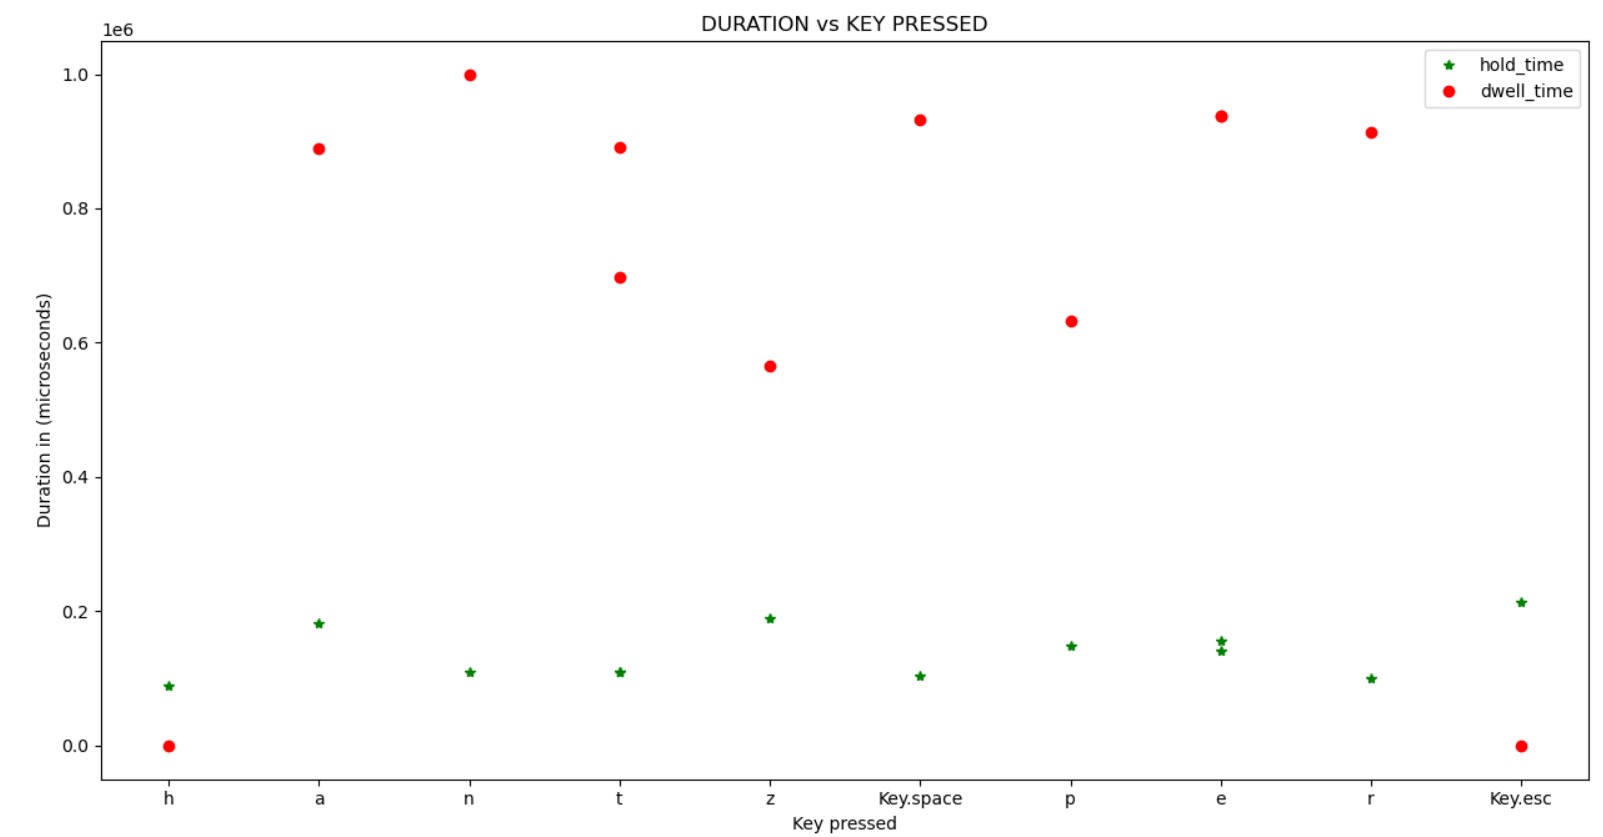 DURATION vs KEY PRESSED
1e6
hold_time
dwell_time
1.0
0.8
0.6
0.4
0.2
0.0
Duration in (microseconds)
h a n t z Key.space p e r Key.esc
Key pressed